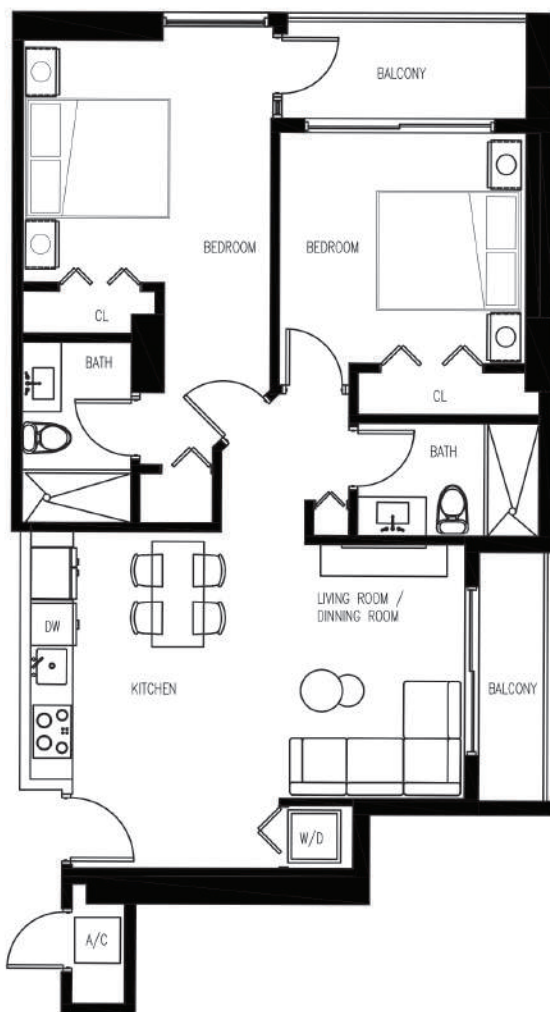 BALCONY
BEDROOM
BEDROOM
CL
BATH
CL
BATH
LIVING ROOM /
DINNING ROOM
DW
KITCHEN
BALCONY
W/D
A/C